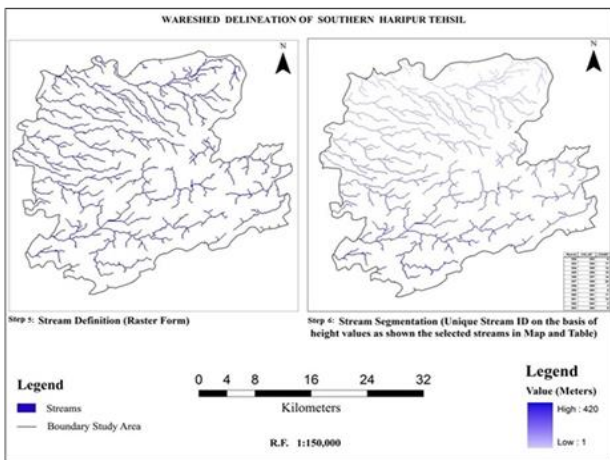 WARESHED DELINEATION OF SOUTHERN HARIPUR TEHSIL
N
N
Step 5: Stream Definition (Raster Form)
Step 6: Stream Segmentation (Unique Stream ID on the basis of
height values as shown the selected streams in Map and Table)
Legend
Streams
Boundary Study Area
0 4 8 16 24 32
Kilometers
R.F. 1:150,000
Legend
Value (Meters)
High : 420
Low : 1